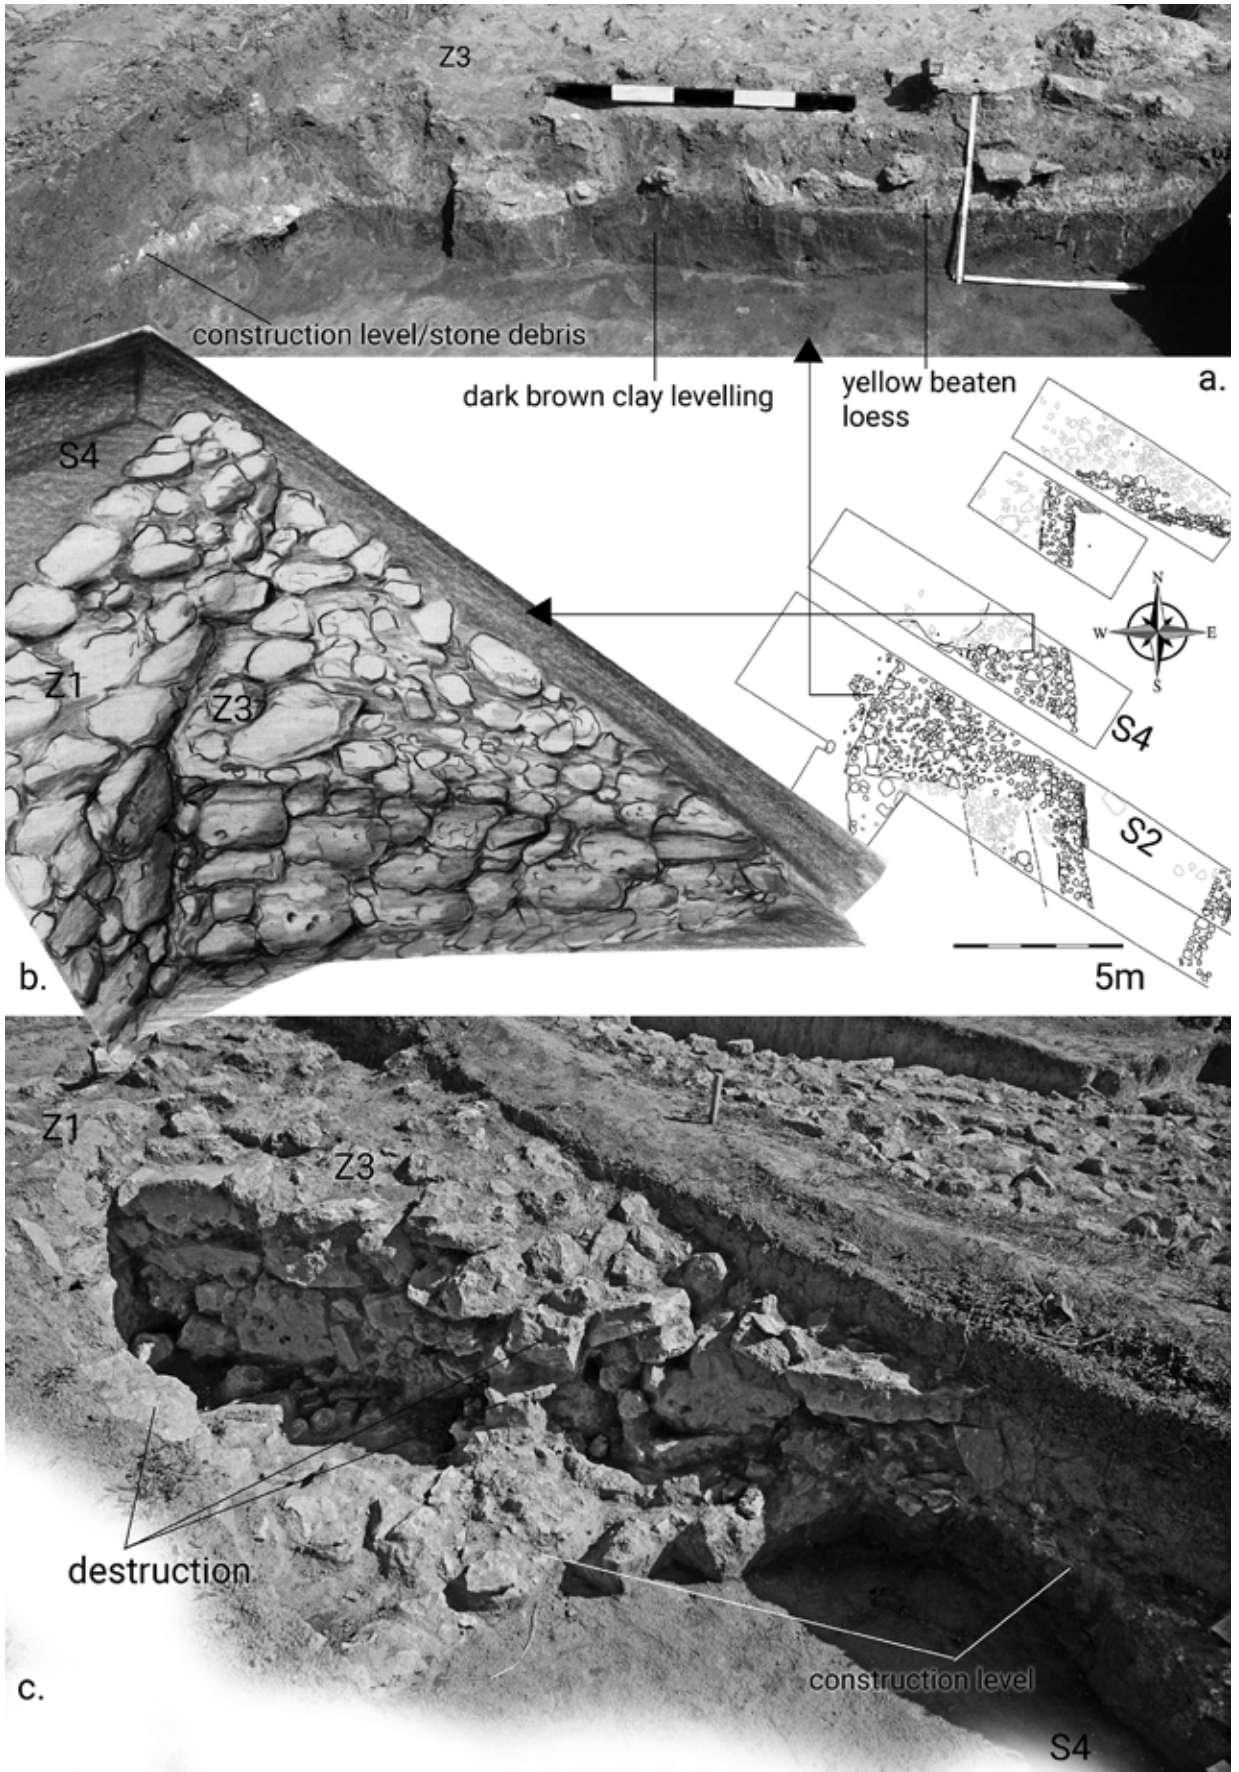 Z3
construction level/stone debris
dark brown clay levelling
yellow beaten
loess
a.
S4
Z1
Z3
b.
N
W
E
S
S4
S2
5m
Z1
Z3
destruction
construction level
c.
S4